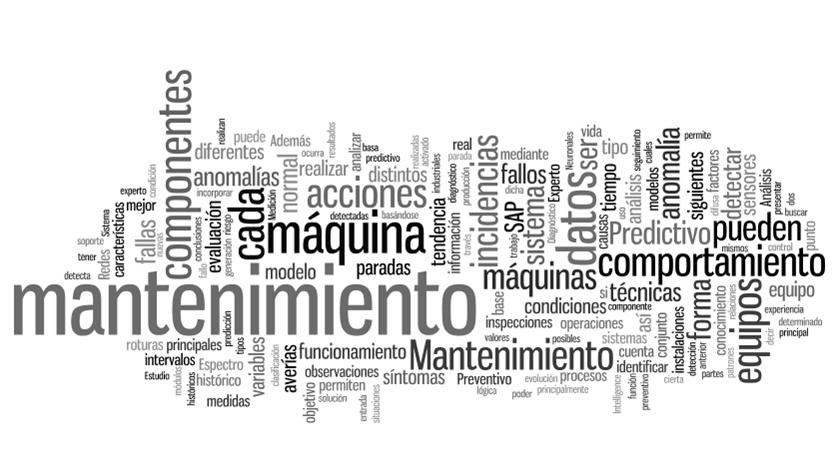 componentes
realizan
puede
Además
diferentes
ocurra
resultados
analizar
basa
predictivo
realizadas
activado
real
parada
mediante
Neuronales
vida
tipo
seguimiento
cuales
anomalía
permite
experto
condición
mejor
anomalías
incorporar
normal
realizar
distintos
industriales
diagnóstico
producción
incidencias
fallos
dicha
Experto
datos
ser
tiempo
uso
análisis
modelos
siguientes
difusa
factores
detectar
sensores
Análisis
presentar
dos
buscar
Sistema
características
fallas
nuevas
conclusiones
evaluación
riesgo
cada
Medición
acciones
detectadas
basándose
tendencia
información
través
SAP
trabajo
sistema
Diagnóstico
causas
Predictivo
pueden
punto
soporte
tener
Redes
fallo
generación
máquina
mismos
control
detecta
modelo
paradas
máquinas
comportamiento
mantenimiento
base
condiciones
si
técnicas
componente
forma
conocimiento
relaciones
equipos
equipo
experiencia
inspecciones
operaciones
así
conjunto
instalaciones
determinado
principal
decir
roturas
principales
predicción
tipos
variables
valores
posibles
sistemas
intervalos
Espectro
clasificación
averías
funcionamiento
Mantenimiento
cuenta
identificar
detección
anterior
partes
patrones
Estudio
módulos
históricos
histórico
observaciones
permiten
síntomas
Preventivo
evolución
procesos
cierta
medidas
objetivo
solución
entrada
situaciones
lógica
poder
principalmente
Intelligence
función
preventivo